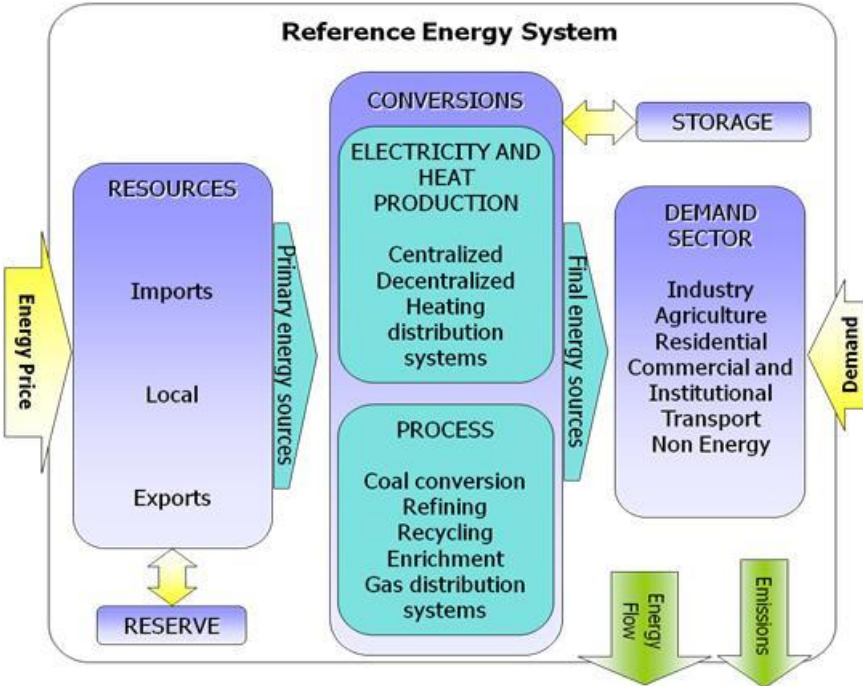 Reference Energy System
CONVERSIONS
STORAGE
ELECTRICITY AND
HEAT
PRODUCTION
Centralized
Decentralized
Heating
distribution
systems
RESOURCES
Imports
Local
Exports
Energy Price
Primary energy sources
Final energy sources
DEMAND
SECTOR
Industry
Agriculture
Residential
Commercial and
Institutional
Transport
Non Energy
Demand
PROCESS
Coal conversion
Refining
Recycling
Enrichment
Gas distribution
systems
RESERVE
Energy
Flow
Emissions